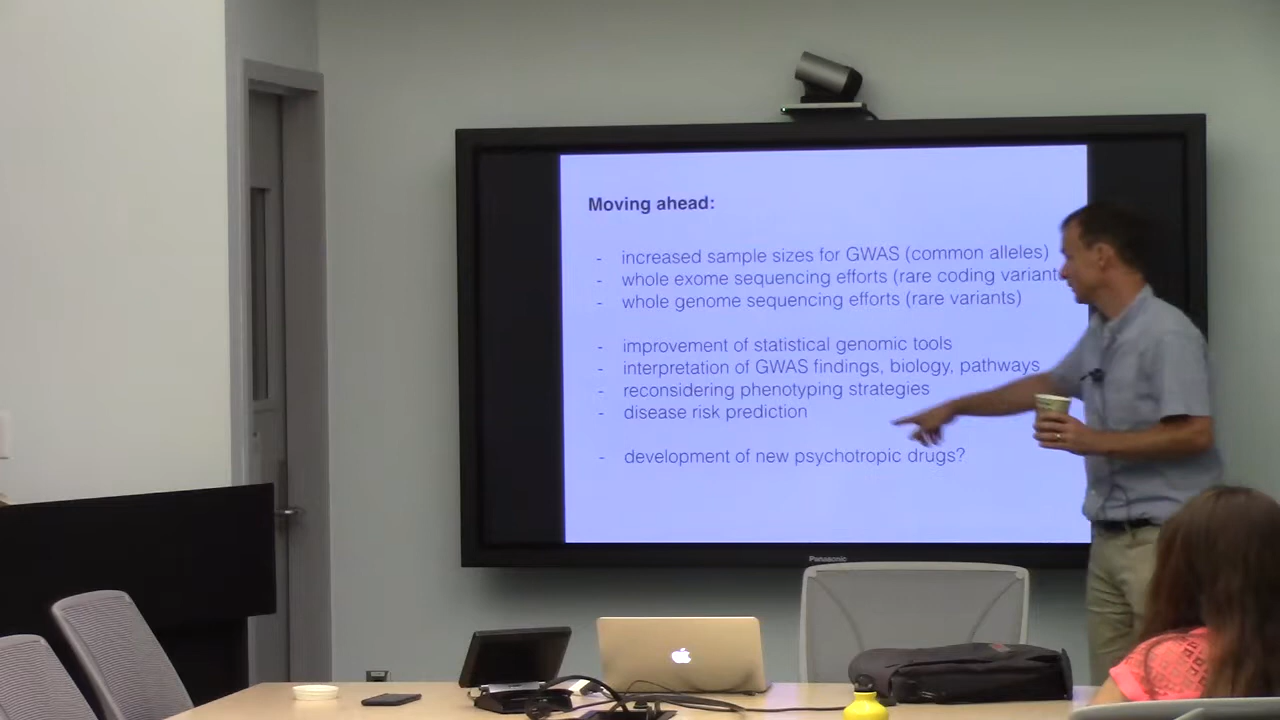 Moving ahead:
- increased sample sizes for GWAS (common alleles)
- whole exome sequencing efforts (rare coding variants
- whole genome sequencing efforts (rare variants)
- improvement of statistical genomic tools
- interpretation of GWAS findings, biology, pathways
- reconsidering phenotyping strategies
- disease risk prediction
- development of new psychotropic drugs?
Panasonic